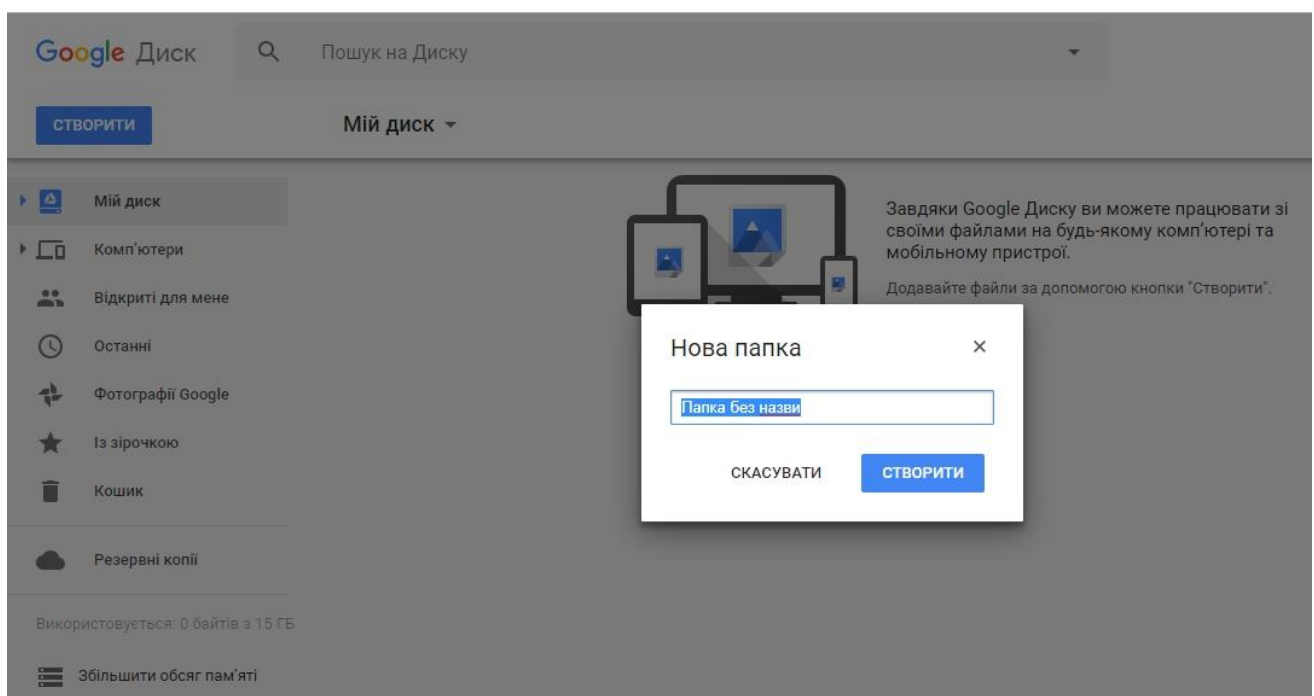 Google Диск
Пошук на Диску
СТВОРИТИ
Мій диск
Мій диск
Комп'ютери
Відкриті для мене
Останні
Фотографії Google
Із зірочкою
Кошик
Резервні копії
Використовується: 0 байтів з 15 ГБ
Збільшити обсяг пам'яті
Завдяки Google Диску ви можете працювати зі
своїми файлами на будь-якому комп'ютері та
мобільному пристрої.
Додавайте файли за допомогою кнопки "Створити".
Нова папка
×
Папка без назви
СКАСУВАТИ
СТВОРИТИ